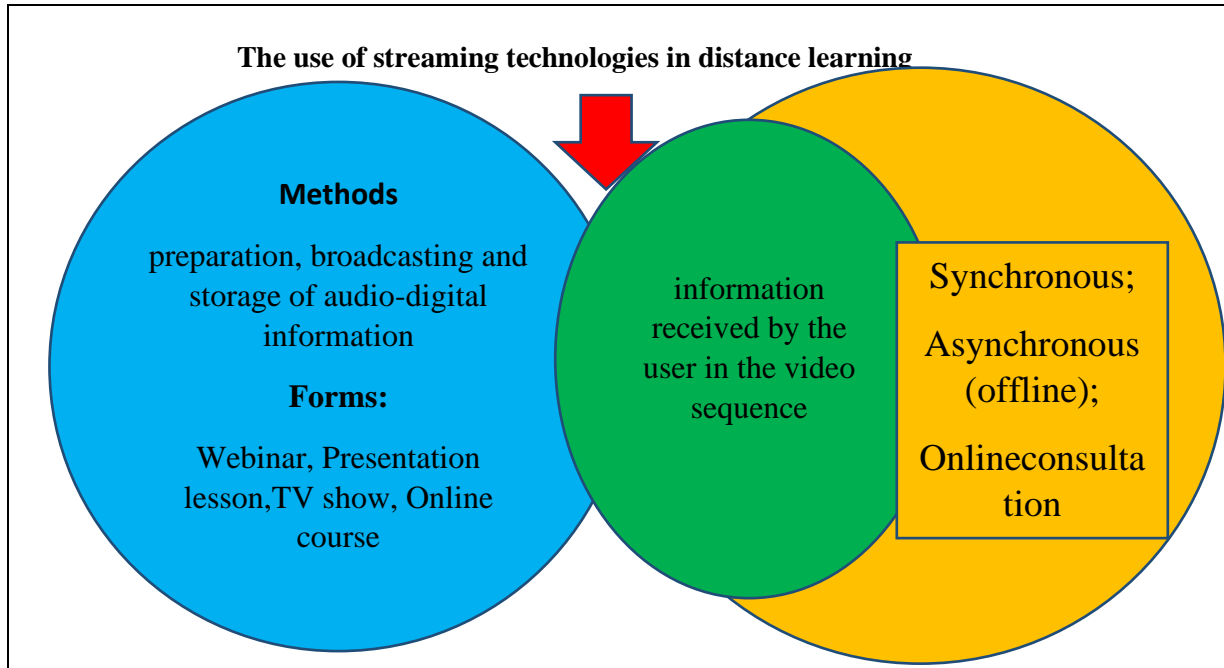 The use of streaming technologies in distance learning
Methods
preparation, broadcasting and
storage of audio-digital
information
Forms:
Webinar, Presentation
lesson,TV show, Online
course
information
received by the
user in the video
sequence
Synchronous;
Asynchronous
(offline);
Onlineconsulta
tion